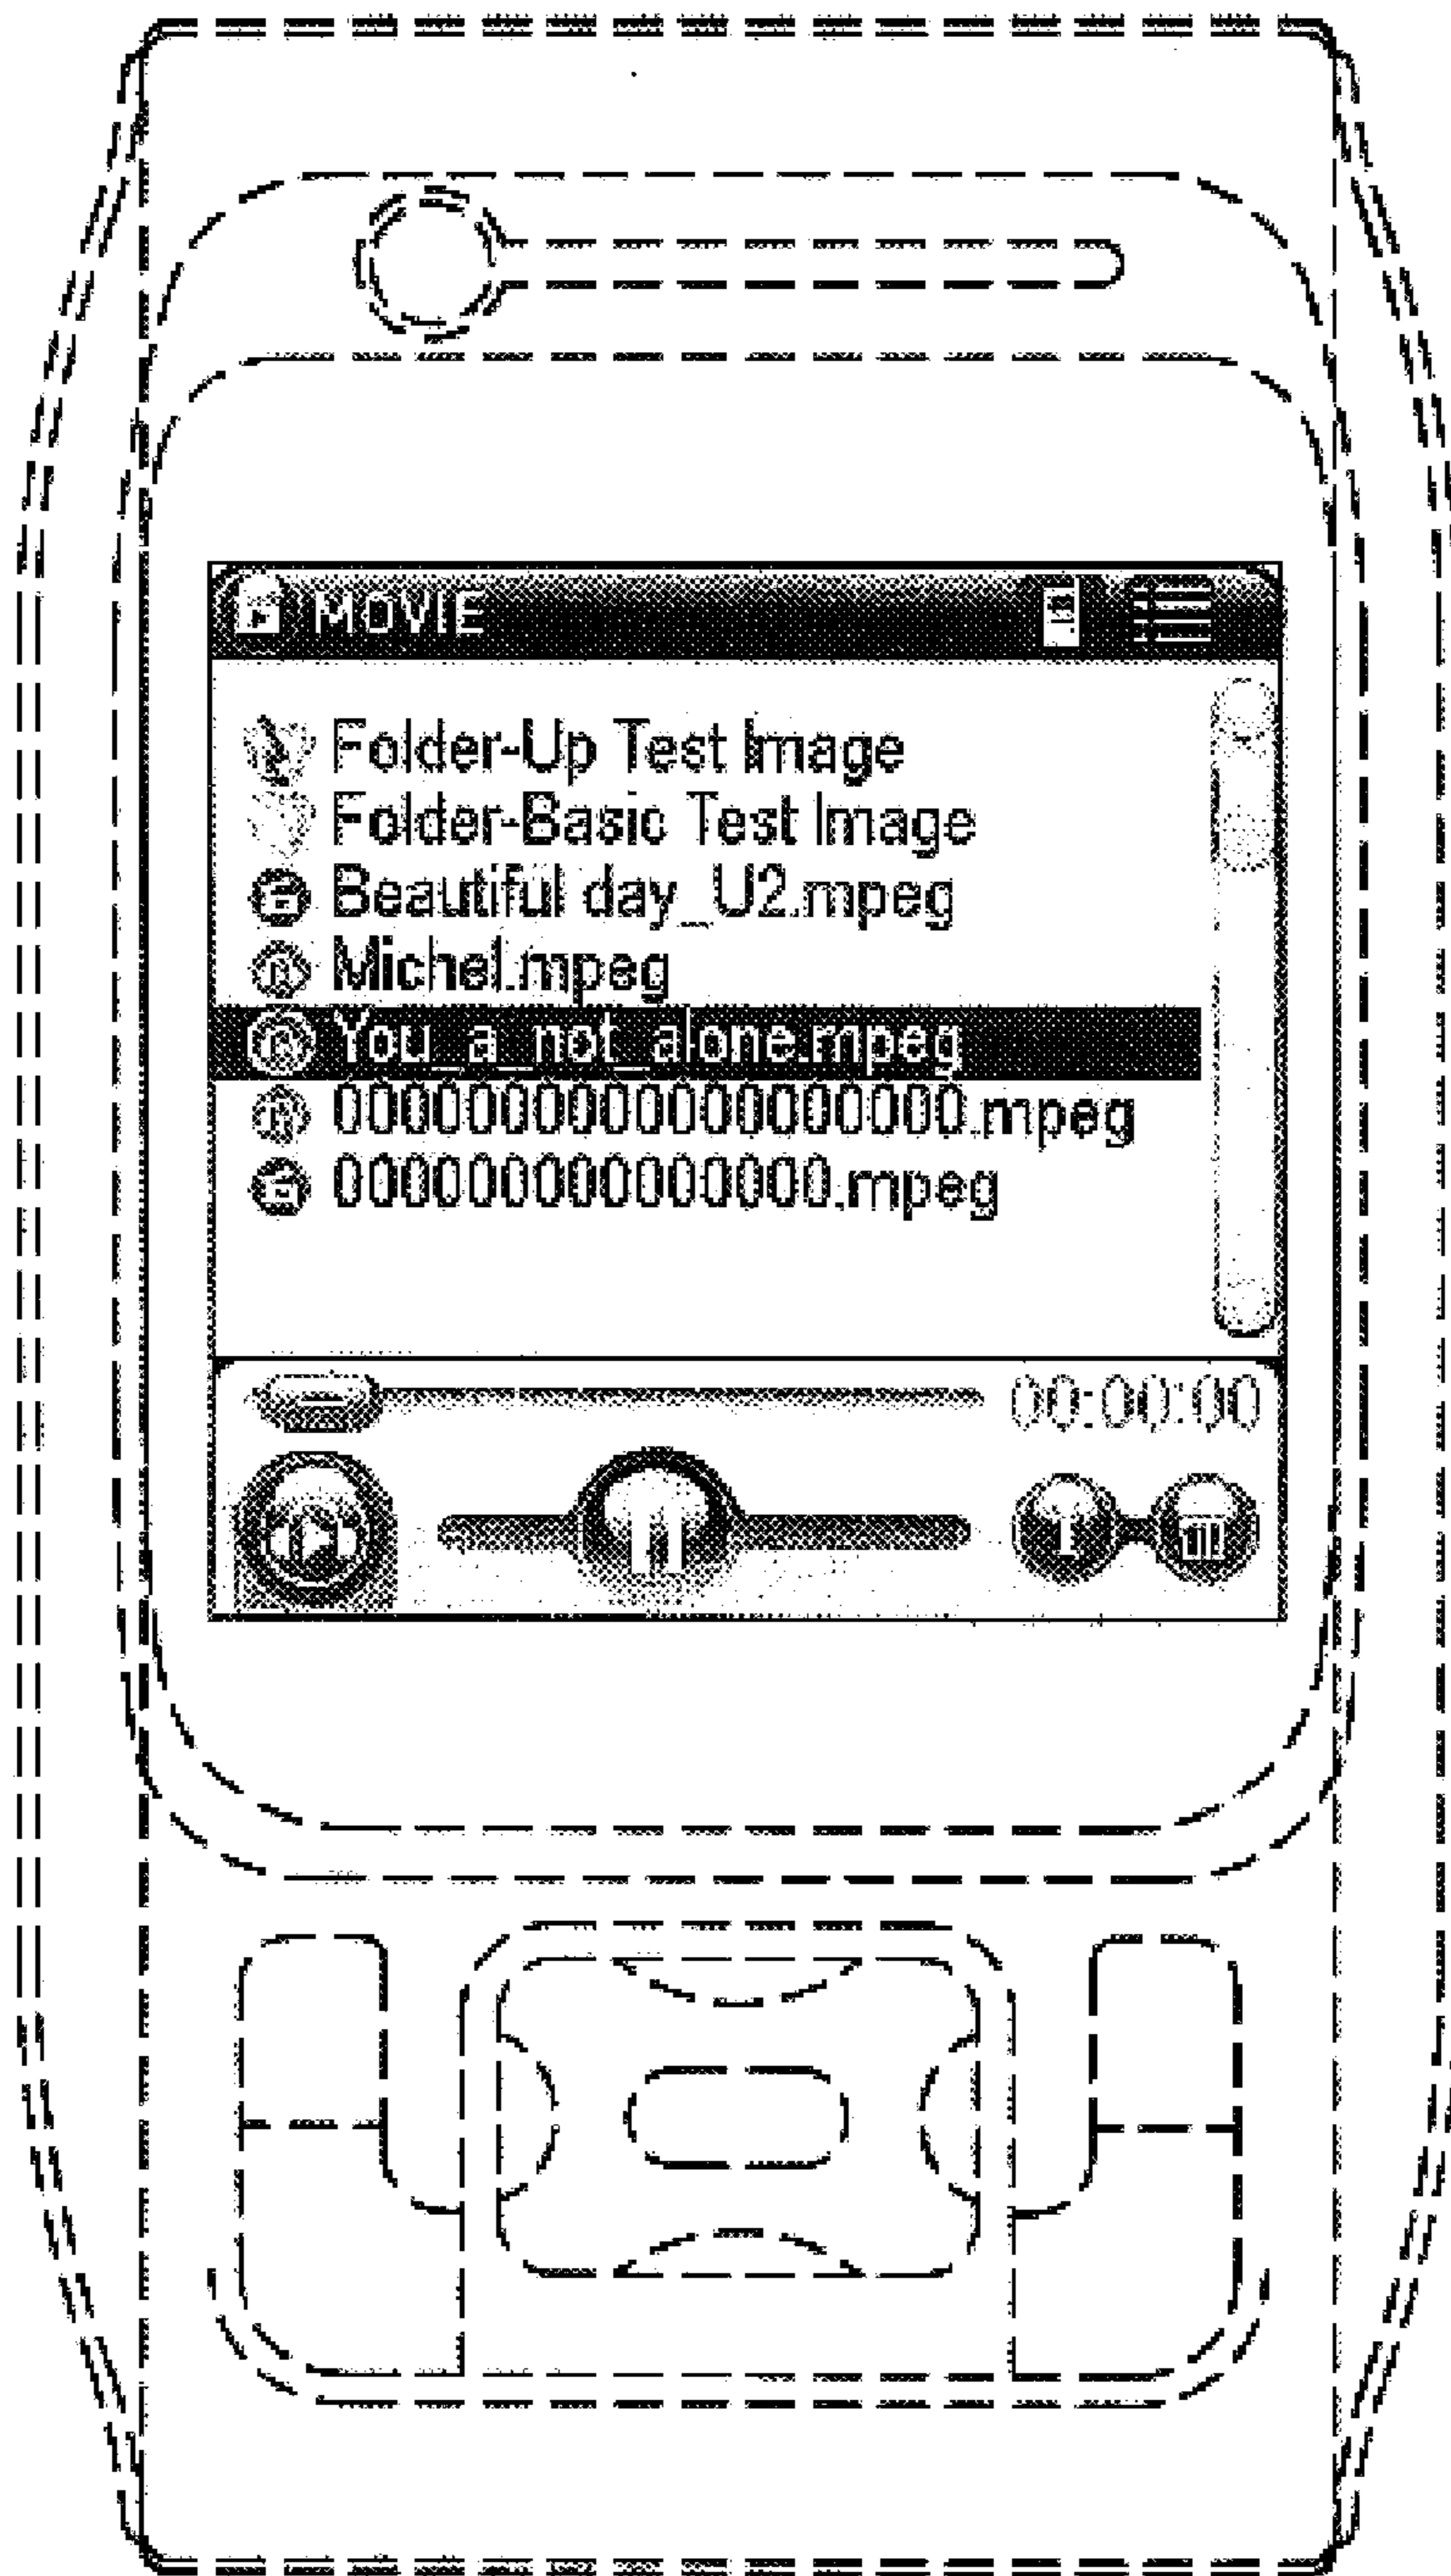 MOVIE
Folder-Up Test Image
Folder-Basic Test Image
Beautiful day_U2.mpeg
Michel.mpeg
You_a_not_alone.mpeg
0000000000000000000.mpeg
000000000000000.mpeg
00:00:00